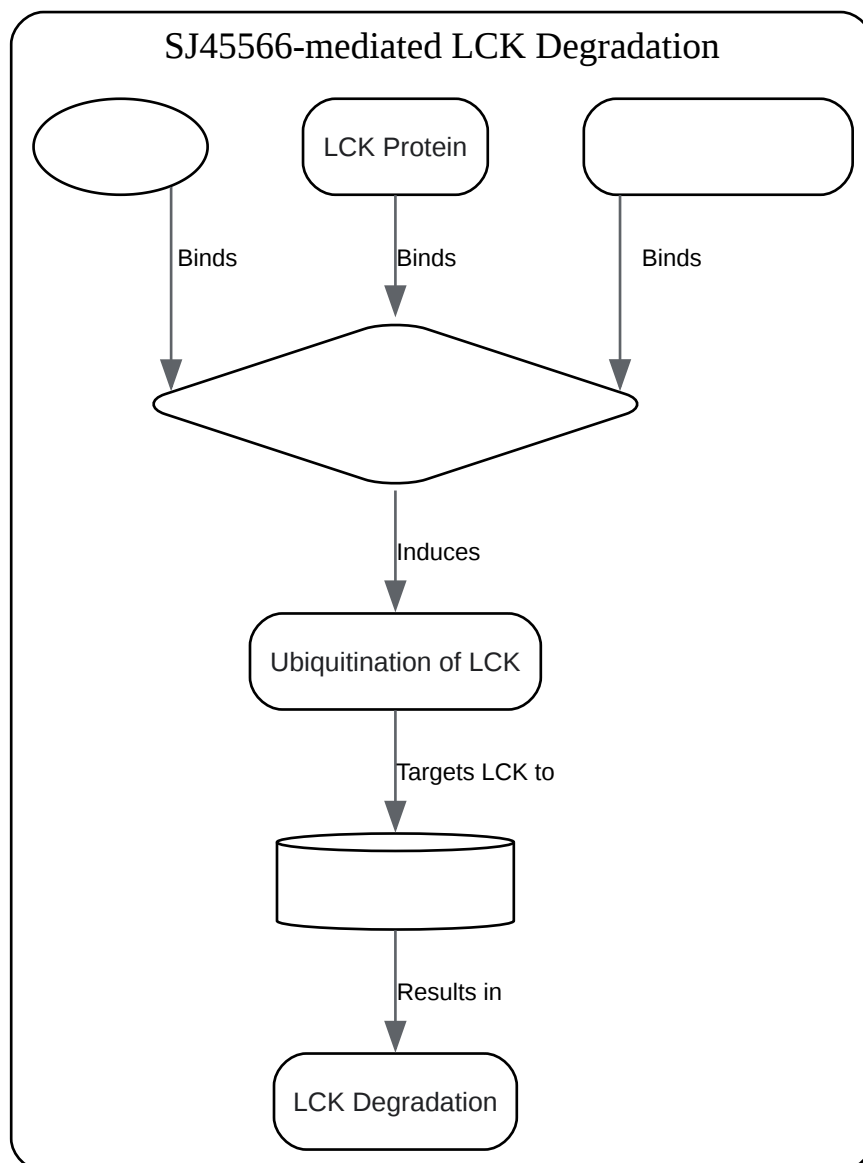 SJ45566-mediated LCK Degradation
LCK Protein
Binds
Binds
Binds
Induces
Ubiquitination of LCK
Targets LCK to
Results in
LCK Degradation